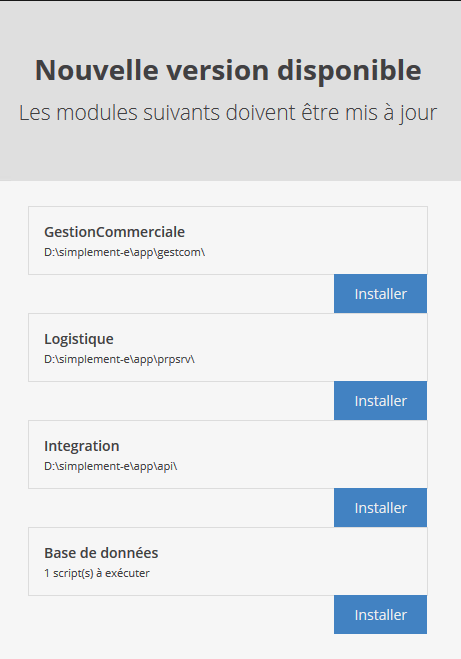 Nouvelle version disponible
Les modules suivants doivent être mis à jour
GestionCommerciale
D:\simplement-e\app\gestcom\
Installer
Logistique
D:\simplement-e\app\prpsrv\
Installer
Integration
D:\simplement-e\app\api\
Installer
Base de données
1 script(s) à exécuter
Installer